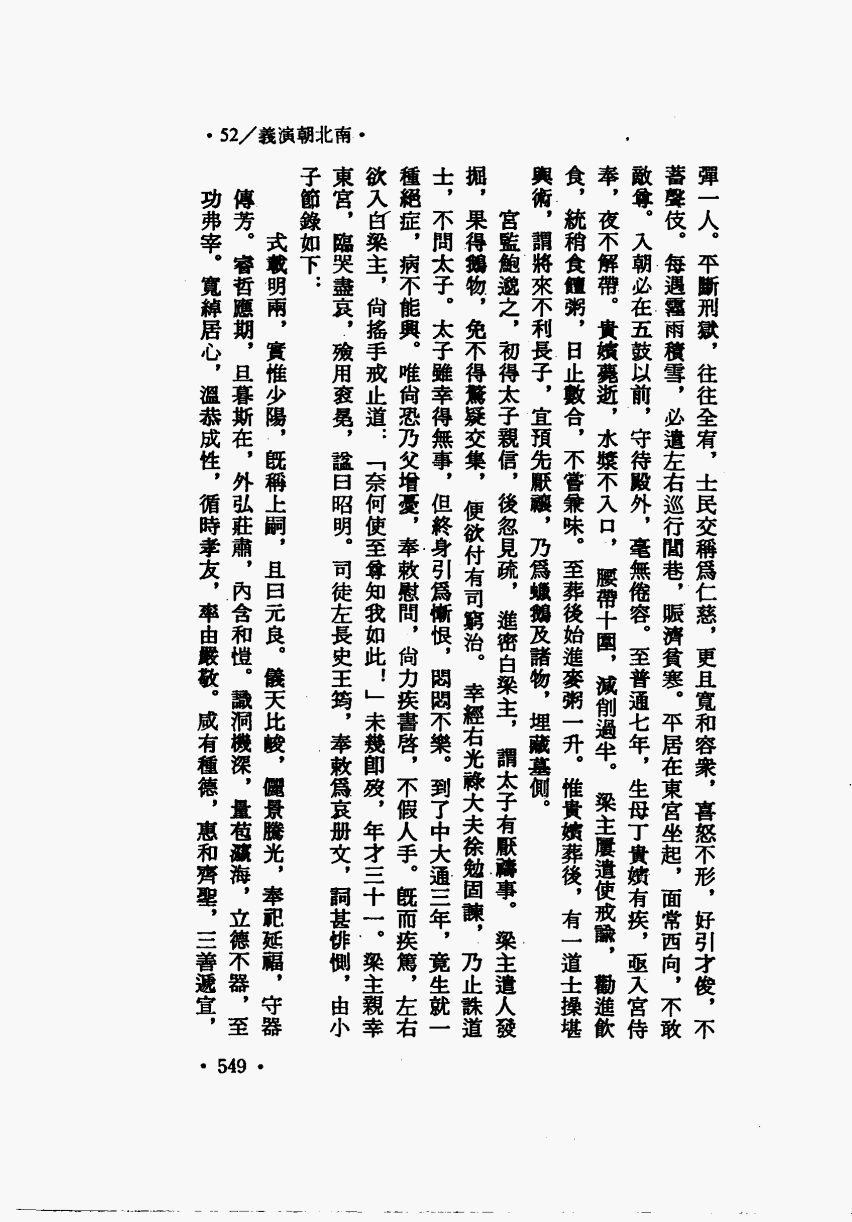 •南北朝演義／52•
彈一人。平斷刑獄，往往全宥，士民交稱爲仁慈，更且寬和容衆，喜怒不形，好引才俊，不
蓄聲伎。每遇霪雨積雪，必遣左右巡行閭巷，賑濟貧寒。平居在東宮坐起，面常西向，不敢
敵尊。入朝必在五鼓以前，守待殿外，毫無倦容。至普通七年，生母丁貴嬪有疾，亟入宮侍
奉，夜不解帶。貴嬪薨逝，水漿不入口，腰帶十圍，減削過半。梁主屢遣使戒諭，勸進飲
食，統稍食饘粥，日止數合，不嘗兼味。至葬後始進麥粥一升。惟貴嬪葬後，有一道士操堪
輿術，謂將來不利長子，宜預先厭禳，乃爲蠟鵝及諸物，埋藏墓側。
宮監鮑邈之，初得太子親信，後忽見疏，進密白梁主，謂太子有厭禱事。梁主遣人發
掘，果得鵝物，免不得驚疑交集，便欲付有司窮治。幸經右光祿大夫徐勉固諫，乃止誅道
士，不問太子。太子雖幸得無事，但終身引爲慚恨，悶悶不樂。到了中大通三年，竟生就一
種絕症，病不能興。唯尙恐乃父增憂，奉敕慰問，尙力疾書啓，不假人手。旣而疾篤，左右
欲入白梁主，尙搖手戒止道：「奈何使至尊知我如此！」未幾卽歿，年才三十一。梁主親幸
東宮，臨哭盡哀，殮用衮冕，諡曰昭明。司徒左長史王筠，奉敕爲哀册文，詞甚悱惻，由小
子節錄如下：
式載明兩，實惟少陽，旣稱上嗣，且曰元良。儀天比峻，儷景騰光，奉祀延福，守器
傳芳。睿哲應期，旦暮斯在，外弘莊肅，內含和愷。識洞機深，量苞瀛海，立德不器，至
功弗宰。寬綽居心，溫恭成性，循時孝友，率由嚴敬。咸有種德，惠和齊聖，三善遞宜，
•549•